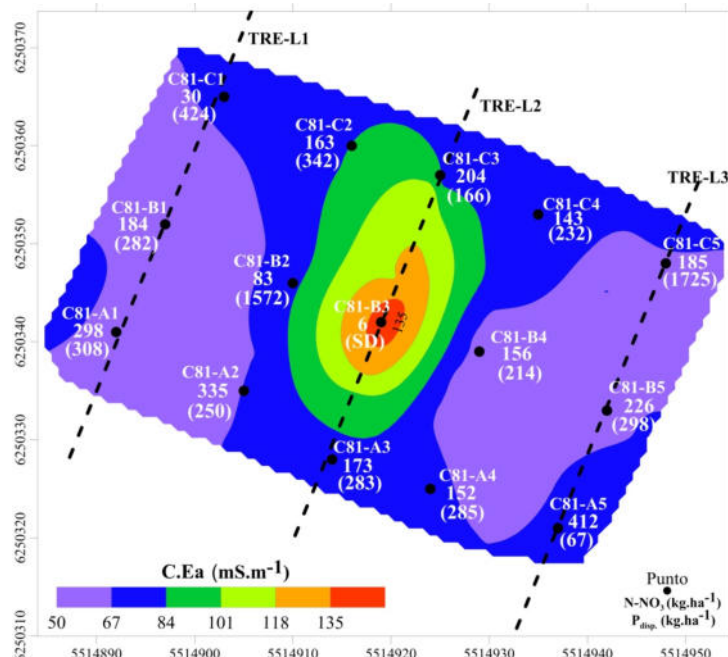 6250370
6250360
6250350
6250340
6250330
6250320
6250310
TRE-L1
TRE-L2
TRE-L3
C81-C1
30
(424)
C81-C2
163
(342)
C81-C3
204
(166)
C81-C4
143
(232)
C81-C5
185
(1725)
C81-B1
184
(282)
C81-B2
83
(1572)
C81-B3
6
(SD)
135
C81-B4
156
(214)
C81-B5
226
(298)
C81-A1
298
(308)
C81-A2
335
(250)
C81-A3
173
(283)
C81-A4
152
(285)
C81-A5
412
(67)
C.Ea (mS.m⁻¹)
50 67 84 101 118 135
Punto
N-NO₃ (kg.ha⁻¹)
P disp. (kg.ha⁻¹)
5514890 5514900 5514910 5514920 5514930 5514940 5514950